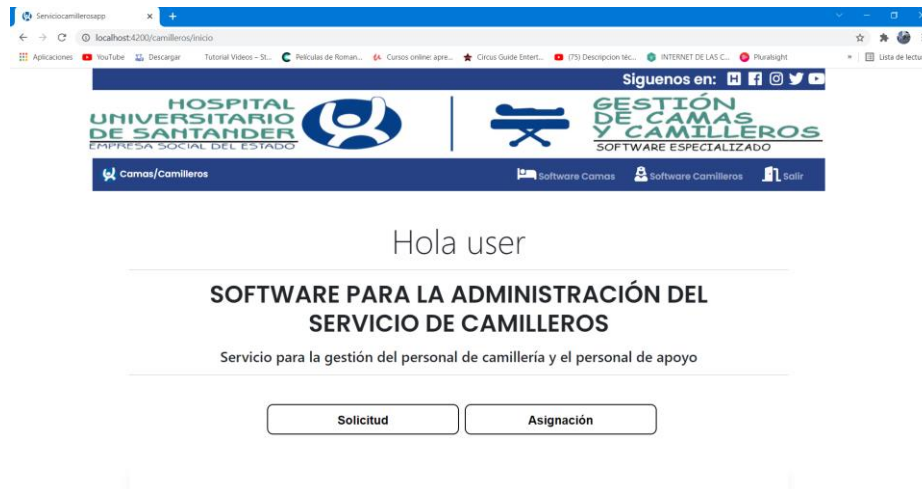 Serviciocamillerosapp
localhost:4200/camilleros/inicio
Aplicaciones YouTube Descargar Tutorial Videos – St... Películas de Roman... Cursos online: apre... Circus Guide Entert... (75) Descripcion téc... INTERNET DE LAS C... Pluralsight Lista de lectu
Siguenos en:
HOSPITAL
UNIVERSITARIO
DE SANTANDER
EMPRESA SOCIAL DEL ESTADO
GESTIÓN
DE CAMAS
Y CAMILLEROS
SOFTWARE ESPECIALIZADO
Camas/Camilleros Software Camas Software Camilleros Salir
Hola user
SOFTWARE PARA LA ADMINISTRACIÓN DEL
SERVICIO DE CAMILLEROS
Servicio para la gestión del personal de camillería y el personal de apoyo
Solicitud Asignación